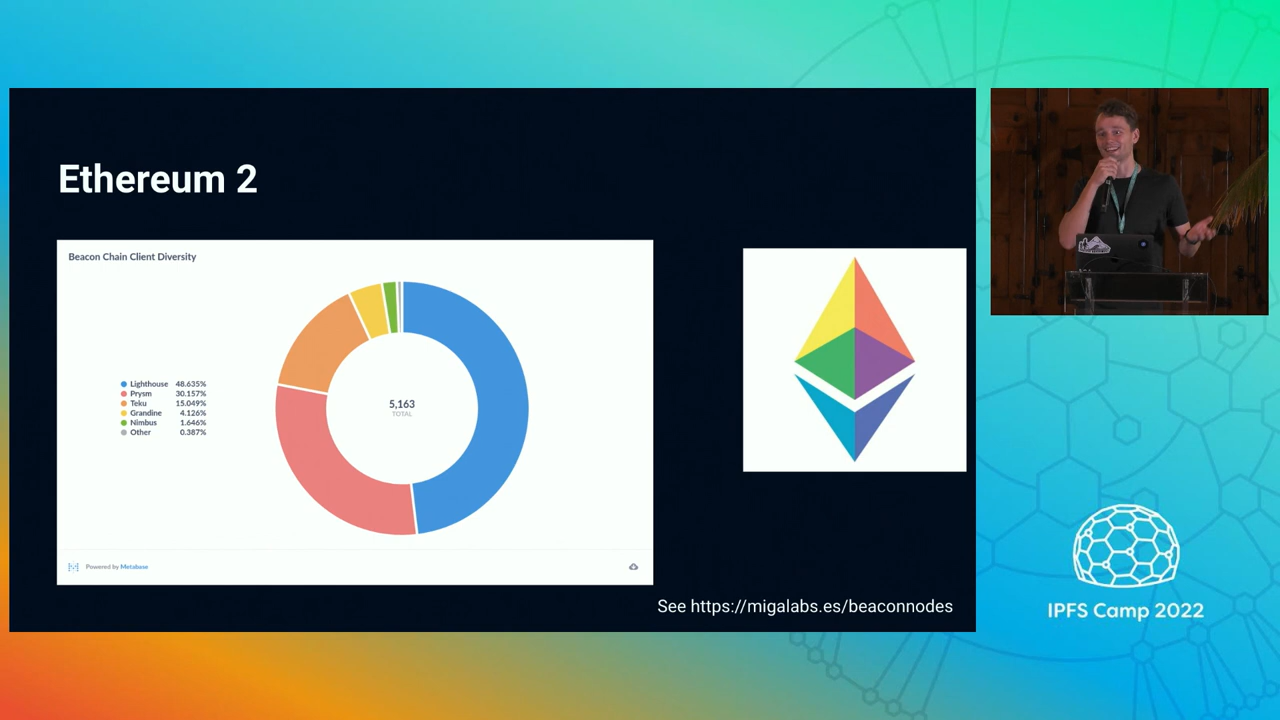 Ethereum 2
Beacon Chain Client Diversity
Lighthouse 48.635%
Prysm 30.157%
Teku 15.049%
Grandine 4.126%
Nimbus 1.646%
Other 0.387%
5,163
TOTAL
Powered by Metabase
See https://migalabs.es/beaconnodes
IPFS Camp 2022